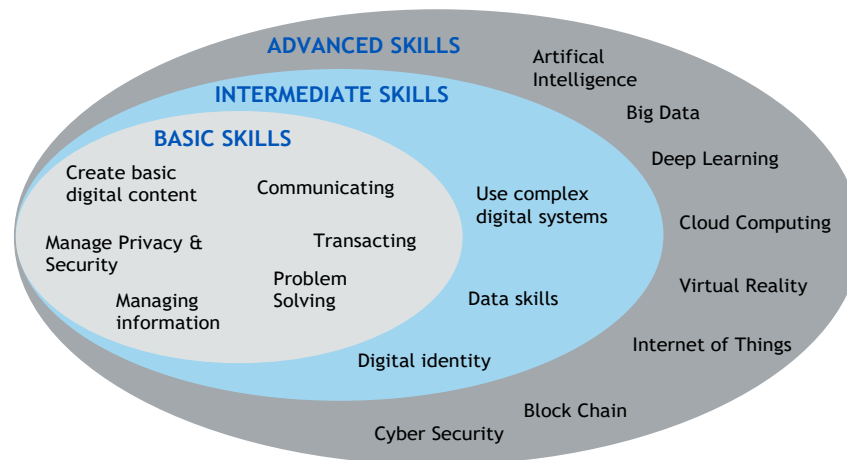 ADVANCED SKILLS
Artifical
Intelligence
INTERMEDIATE SKILLS
Big Data
BASIC SKILLS
Deep Learning
Create basic
digital content
Communicating
Use complex
digital systems
Cloud Computing
Manage Privacy &
Security
Transacting
Problem
Solving
Virtual Reality
Managing
information
Data skills
Internet of Things
Digital identity
Block Chain
Cyber Security